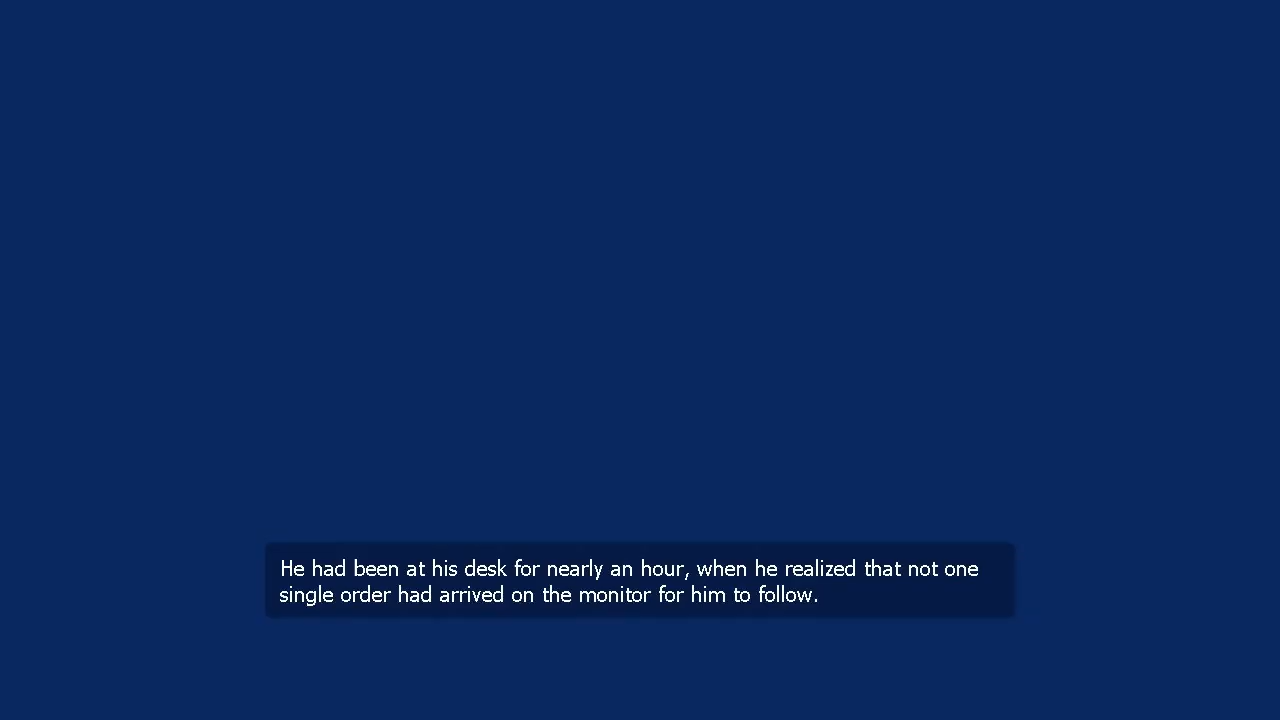 He had been at his desk for nearly an hour, when he realized that not one
single order had arrived on the monitor for him to follow.